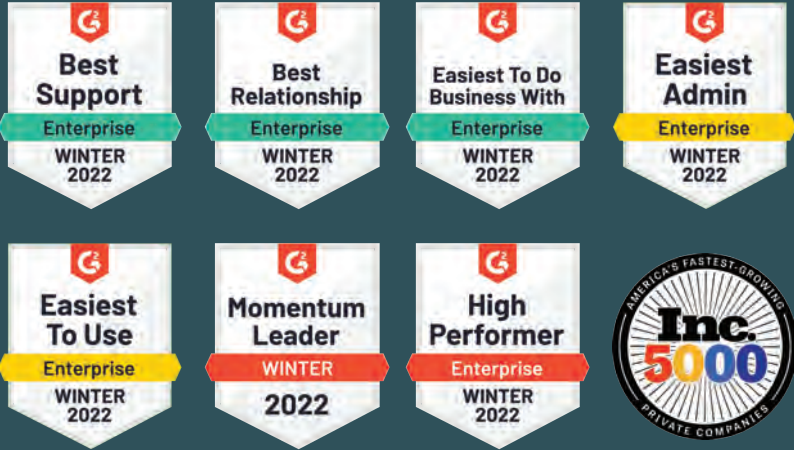 G2
Best
Support
Enterprise
WINTER
2022
G2
Best
Relationship
Enterprise
WINTER
2022
G2
Easiest To Do
Business With
Enterprise
WINTER
2022
G2
Easiest
Admin
Enterprise
WINTER
2022
G2
Easiest
To Use
Enterprise
WINTER
2022
G2
Momentum
Leader
WINTER
2022
G2
High
Performer
Enterprise
WINTER
2022
AMERICA'S FASTEST-GROWING
Inc.
5000
PRIVATE COMPANIES